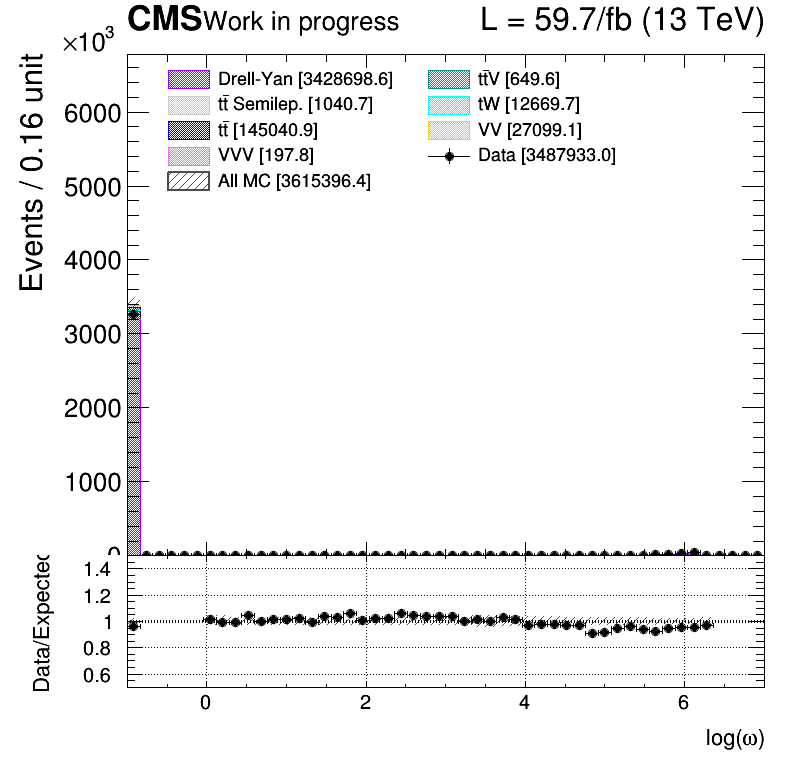 CMS Work in progress L = 59.7/fb (13 TeV)
×10³
Events / 0.16 unit
Drell-Yan [3428698.6] tt̄V [649.6]
tt̄ Semilep. [1040.7] tW [12669.7]
tt̄ [145040.9] VV [27099.1]
VVV [197.8] Data [3487933.0]
All MC [3615396.4]
6000
5000
4000
3000
2000
1000
0
Data/Expected
1.4
1.2
1
0.8
0.6
0 2 4 6
log(ω)